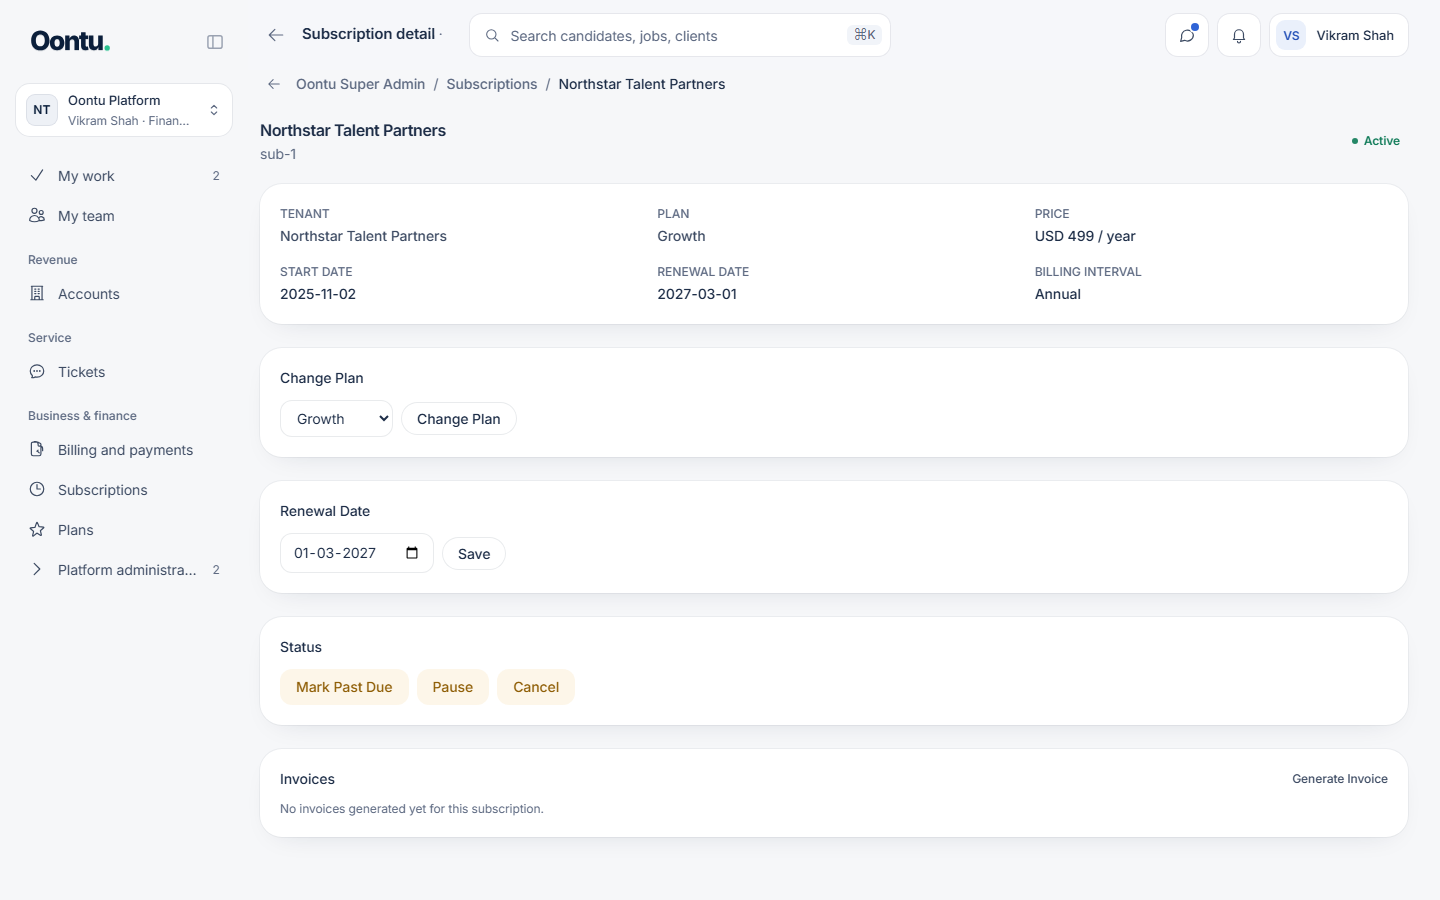 Oontu.
Subscription detail ·
Search candidates, jobs, clients
⌘K
VS
Vikram Shah
NT
Oontu Platform
Vikram Shah · Finan...
My work
2
My team
Revenue
Accounts
Service
Tickets
Business & finance
Billing and payments
Subscriptions
Plans
Platform administra...
2
Oontu Super Admin / Subscriptions / Northstar Talent Partners
Northstar Talent Partners
sub-1
Active
TENANT
Northstar Talent Partners
PLAN
Growth
PRICE
USD 499 / year
START DATE
2025-11-02
RENEWAL DATE
2027-03-01
BILLING INTERVAL
Annual
Change Plan
Growth
Change Plan
Renewal Date
01-03-2027
Save
Status
Mark Past Due
Pause
Cancel
Invoices
Generate Invoice
No invoices generated yet for this subscription.